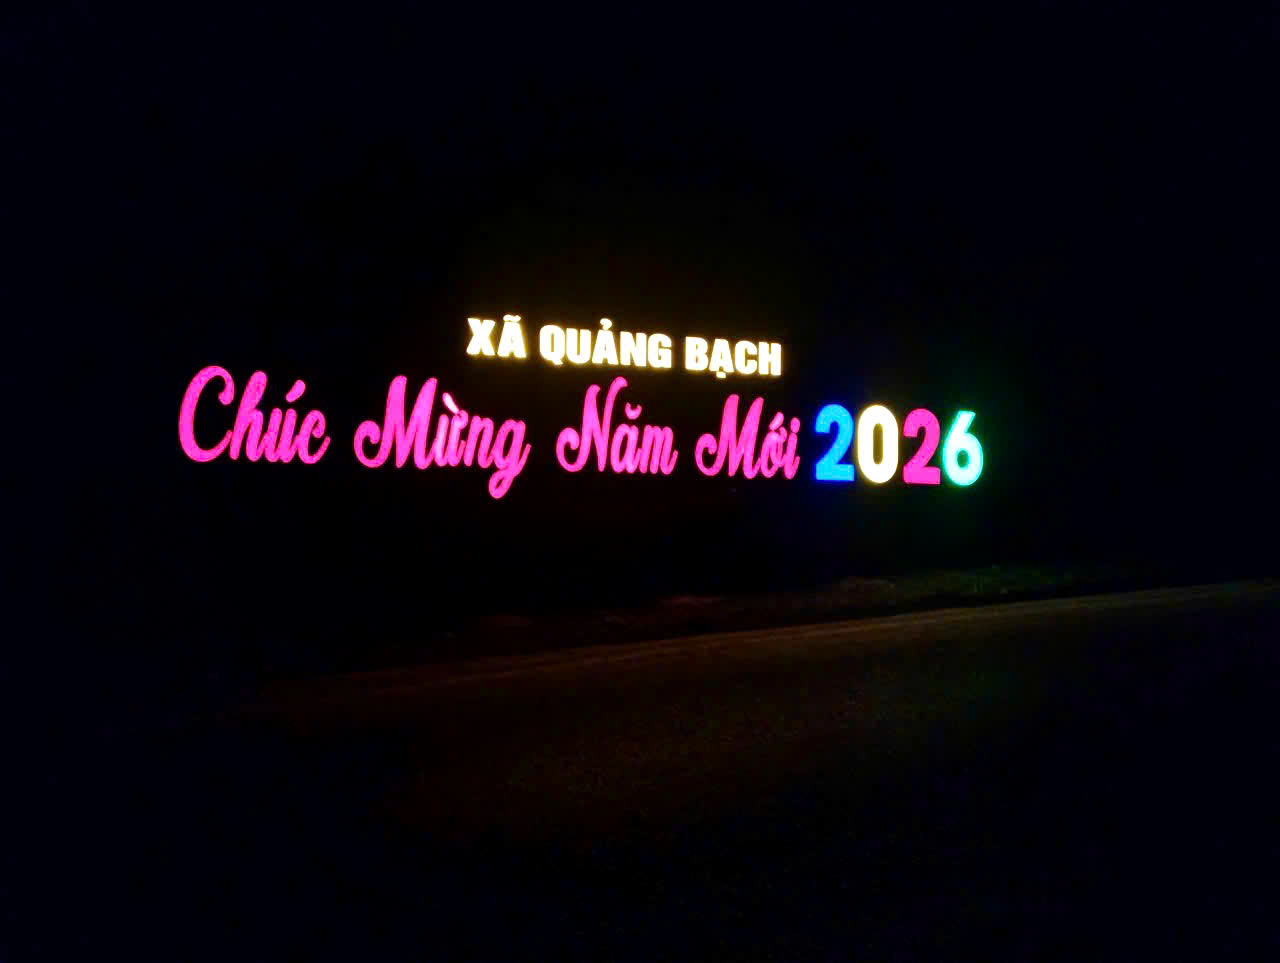 XÃ QUẢNG BẠCH
Chúc Mừng Năm Mới 2026